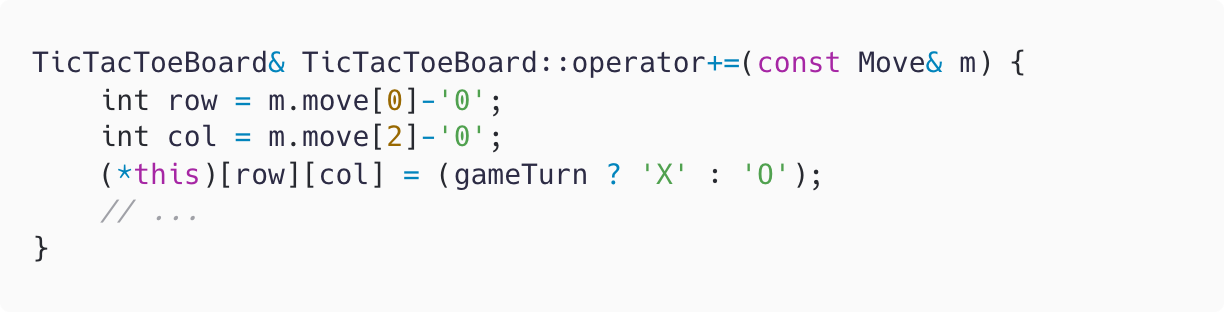 TicTacToeBoard& TicTacToeBoard::operator+=(const Move& m) {
    int row = m.move[0]-'0';
    int col = m.move[2]-'0';
    (*this)[row][col] = (gameTurn ? 'X' : 'O');
    // ...
}